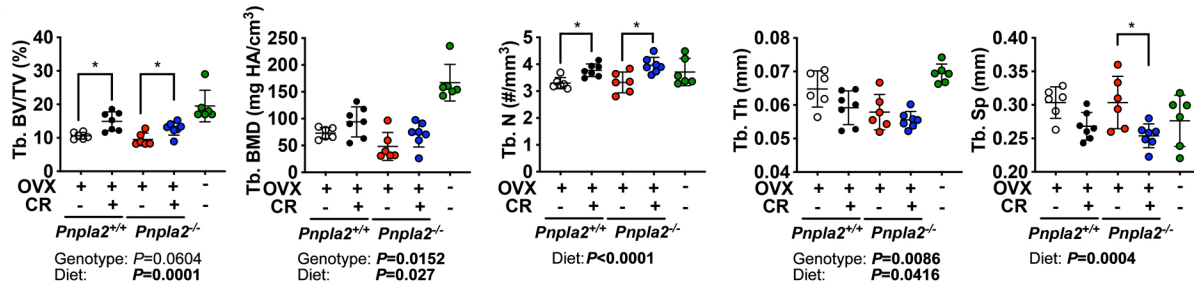 Tb. BV/TV (%)
40
30
20
10
0
*
*
OVX + + + + -
CR - + - + -
Pnpla2+/+ Pnpla2-/-
Genotype: P=0.0604
Diet: P=0.0001
Tb. BMD (mg HA/cm3)
250
200
150
100
50
0
OVX + + + + -
CR - + - + -
Pnpla2+/+ Pnpla2-/-
Genotype: P=0.0152
Diet: P=0.027
Tb. N (#/mm3)
5
4
3
2
1
0
*
*
OVX + + + + -
CR - + - + -
Pnpla2+/+ Pnpla2-/-
Diet: P<0.0001
Tb. Th (mm)
0.08
0.07
0.06
0.05
0.04
OVX + + + + -
CR - + - + -
Pnpla2+/+ Pnpla2-/-
Genotype: P=0.0086
Diet: P=0.0416
Tb. Sp (mm)
0.40
0.35
0.30
0.25
0.20
*
OVX + + + + -
CR - + - + -
Pnpla2+/+ Pnpla2-/-
Diet: P=0.0004